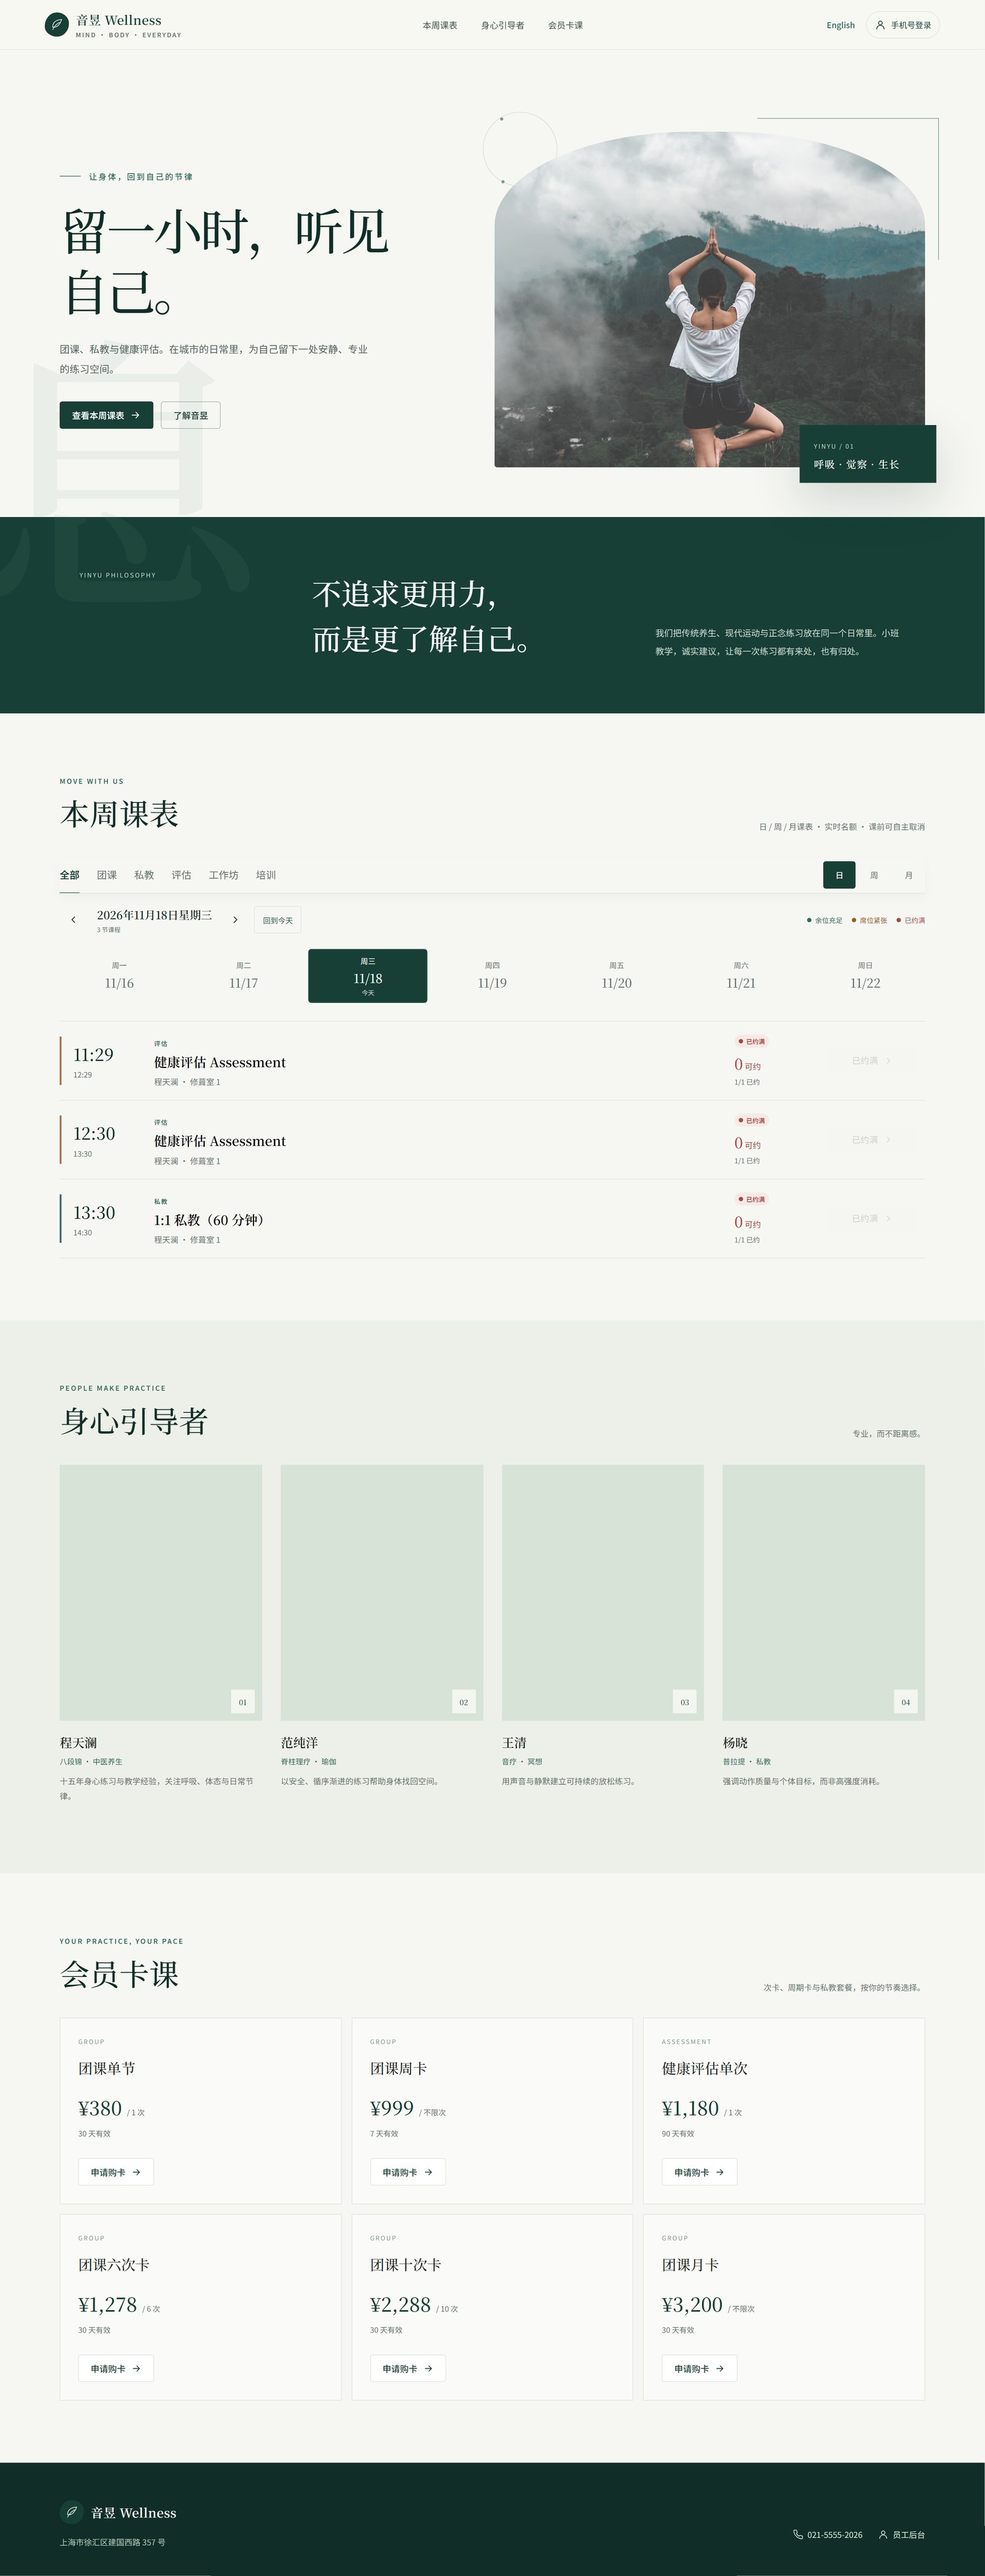 音昱 Wellness
MIND • BODY • EVERYDAY
本周课表
身心引导者
会员卡课
English
手机号登录
让身体，回到自己的节律
留一小时，听见
自己。
团课、私教与健康评估。在城市的日常里，为自己留下一处安静、专业
的练习空间。
查看本周课表
了解音昱
息
YINYU / 01
呼吸 · 觉察 · 生长
YINYU PHILOSOPHY
不追求更用力，
而是更了解自己。
我们把传统养生、现代运动与正念练习放在同一个日常里。小班
教学，诚实建议，让每一次练习都有来处，也有归处。
MOVE WITH US
本周课表
日 / 周 / 月课表 • 实时名额 • 课前可自主取消
全部
团课
私教
评估
工作坊
培训
日
周
月
2026年11月18日星期三
3 节课程
回到今天
余位充足
席位紧张
已约满
周一
11/16
周二
11/17
周三
11/18
今天
周四
11/19
周五
11/20
周六
11/21
周日
11/22
11:29
12:29
评估
健康评估 Assessment
程天澜 • 修葺室 1
已约满
0 可约
1/1 已约
已约满
12:30
13:30
评估
健康评估 Assessment
程天澜 • 修葺室 1
已约满
0 可约
1/1 已约
已约满
13:30
14:30
私教
1:1 私教（60 分钟）
程天澜 • 修葺室 1
已约满
0 可约
1/1 已约
已约满
PEOPLE MAKE PRACTICE
身心引导者
专业，而不距离感。
01
程天澜
八段锦 • 中医养生
十五年身心练习与教学经验，关注呼吸、体态与日常节
律。
02
范纯洋
脊柱理疗 • 瑜伽
以安全、循序渐进的练习帮助身体找回空间。
03
王清
音疗 • 冥想
用声音与静默建立可持续的放松练习。
04
杨晓
普拉提 • 私教
强调动作质量与个体目标，而非高强度消耗。
YOUR PRACTICE, YOUR PACE
会员卡课
次卡、周期卡与私教套餐，按你的节奏选择。
GROUP
团课单节
¥380 / 1 次
30 天有效
申请购卡
GROUP
团课周卡
¥999 / 不限次
7 天有效
申请购卡
ASSESSMENT
健康评估单次
¥1,180 / 1 次
90 天有效
申请购卡
GROUP
团课六次卡
¥1,278 / 6 次
30 天有效
申请购卡
GROUP
团课十次卡
¥2,288 / 10 次
30 天有效
申请购卡
GROUP
团课月卡
¥3,200 / 不限次
30 天有效
申请购卡
音昱 Wellness
上海市徐汇区建国西路 357 号
021-5555-2026
员工后台